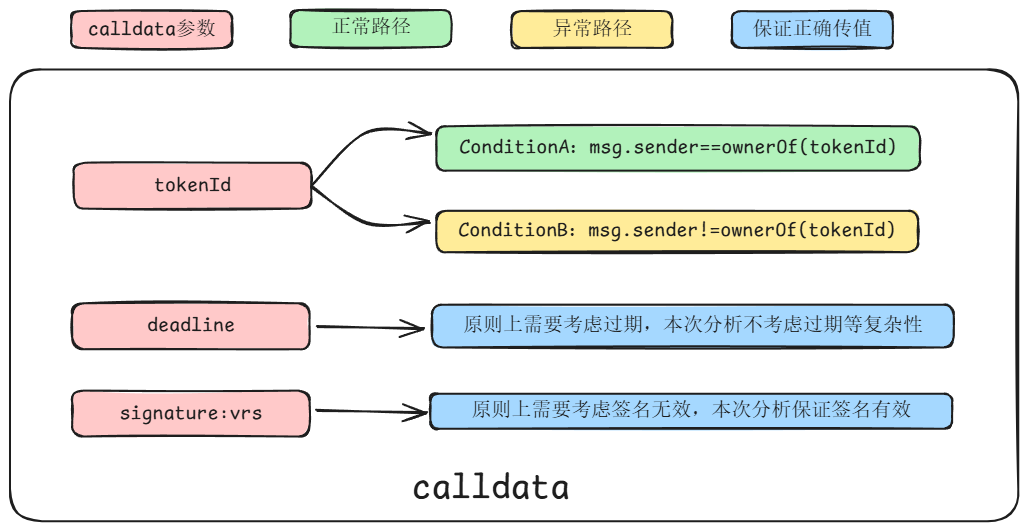 calldata参数
正常路径
异常路径
保证正确传值
tokenId
ConditionA: msg.sender==ownerOf(tokenId)
ConditionB: msg.sender!=ownerOf(tokenId)
deadline
原则上需要考虑过期，本次分析不考虑过期等复杂性
signature:vrs
原则上需要考虑签名无效，本次分析保证签名有效
calldata